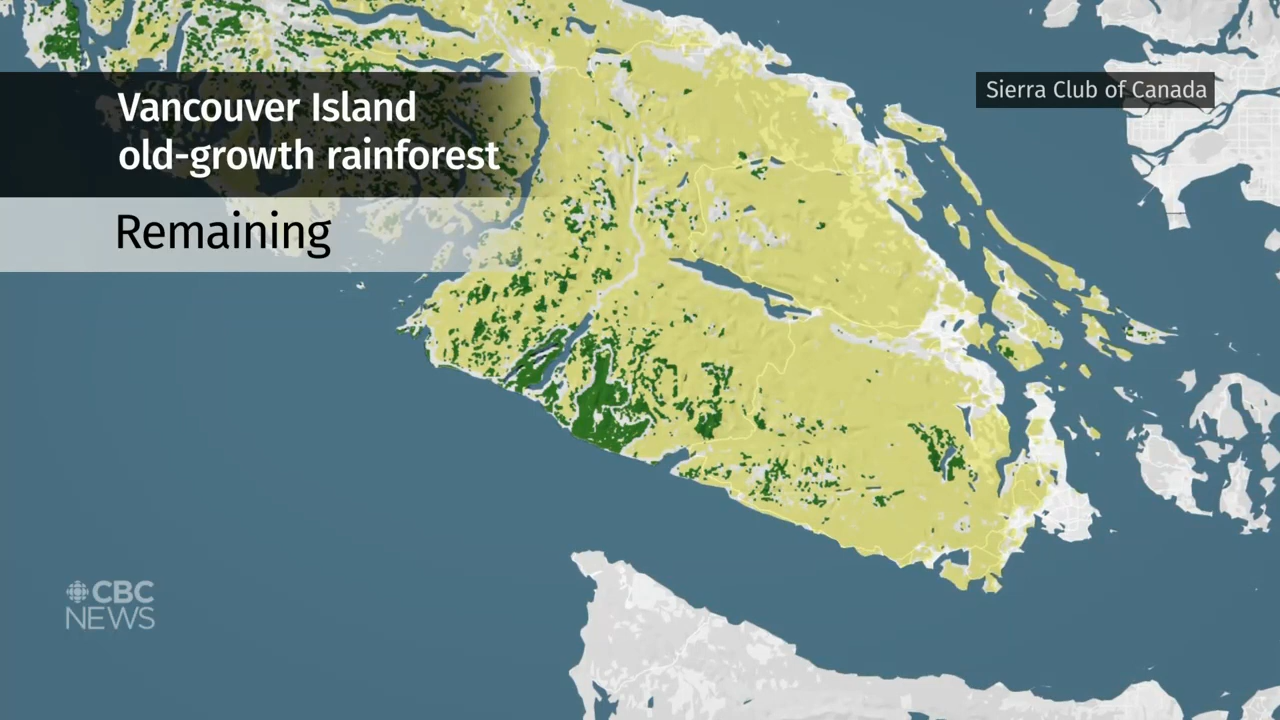 Vancouver Island
old-growth rainforest
Remaining
Sierra Club of Canada
CBC
NEWS